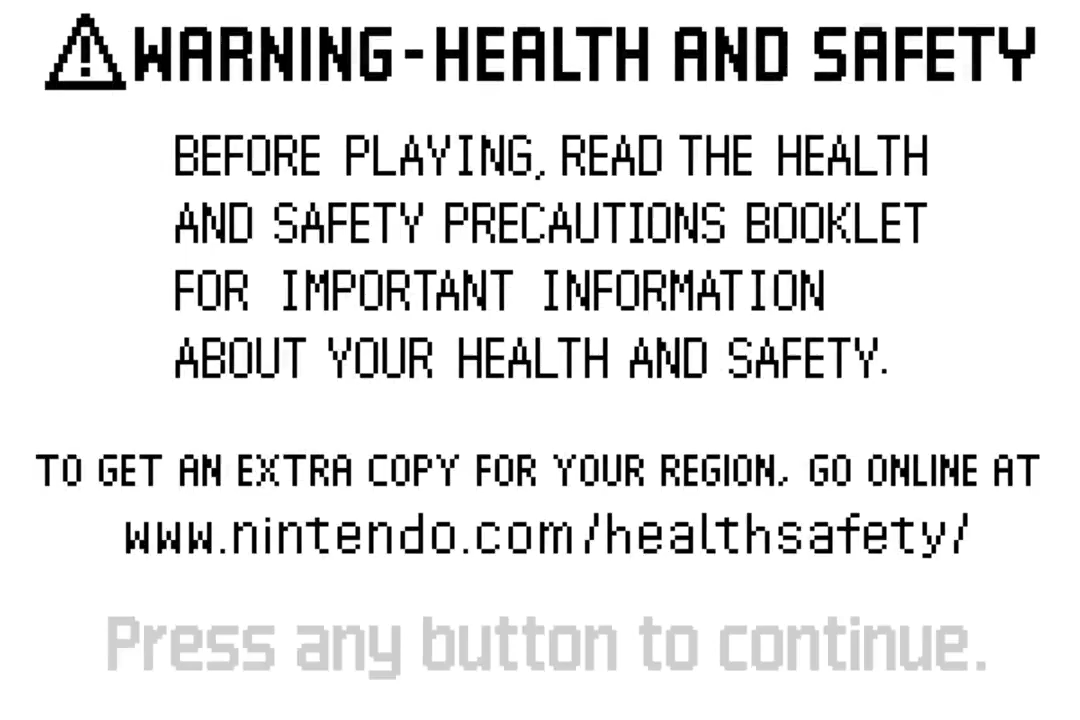 ⚠WARNING-HEALTH AND SAFETY
BEFORE PLAYING, READ THE HEALTH
AND SAFETY PRECAUTIONS BOOKLET
FOR IMPORTANT INFORMATION
ABOUT YOUR HEALTH AND SAFETY.
TO GET AN EXTRA COPY FOR YOUR REGION, GO ONLINE AT
www.nintendo.com/healthsafety/
Press any button to continue.